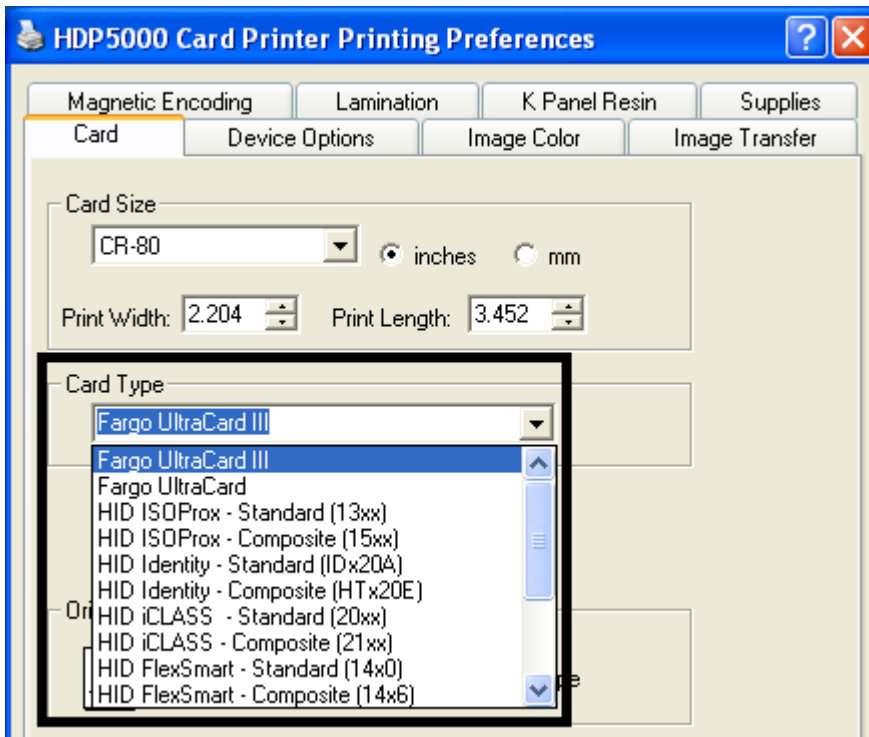 HDP5000 Card Printer Printing Preferences
Magnetic Encoding Lamination K Panel Resin Supplies
Card Device Options Image Color Image Transfer
Card Size
CR-80 inches mm
Print Width: 2.204 Print Length: 3.452
Card Type
Fargo UltraCard III
Fargo UltraCard III
Fargo UltraCard
HID ISOProx - Standard (13xx)
HID ISOProx - Composite (15xx)
HID Identity - Standard (IDx20A)
HID Identity - Composite (HTx20E)
HID iCLASS - Standard (20xx)
HID iCLASS - Composite (21xx)
HID FlexSmart - Standard (14x0)
HID FlexSmart - Composite (14x6)